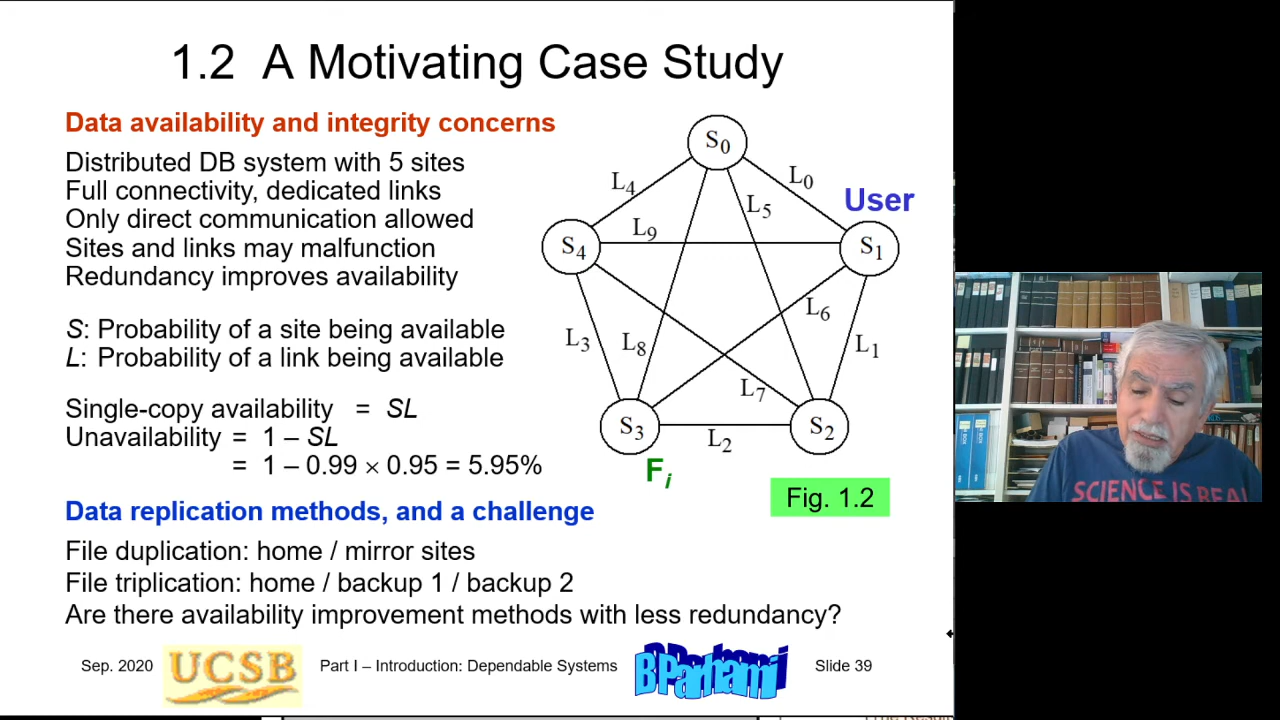 1.2 A Motivating Case Study
Data availability and integrity concerns
Distributed DB system with 5 sites
Full connectivity, dedicated links
Only direct communication allowed
Sites and links may malfunction
Redundancy improves availability
S: Probability of a site being available
L: Probability of a link being available
Single-copy availability = SL
Unavailability = 1 – SL
= 1 – 0.99 × 0.95 = 5.95%
Data replication methods, and a challenge
File duplication: home / mirror sites
File triplication: home / backup 1 / backup 2
Are there availability improvement methods with less redundancy?
S0
L4
L0
L5
User
L9
S4
S1
L6
L3
L8
L1
L7
S3
L2
S2
Fi
Fig. 1.2
Sep. 2020
UCSB
Part I – Introduction: Dependable Systems
B Parhami
Slide 39
SCIENCE IS REAL